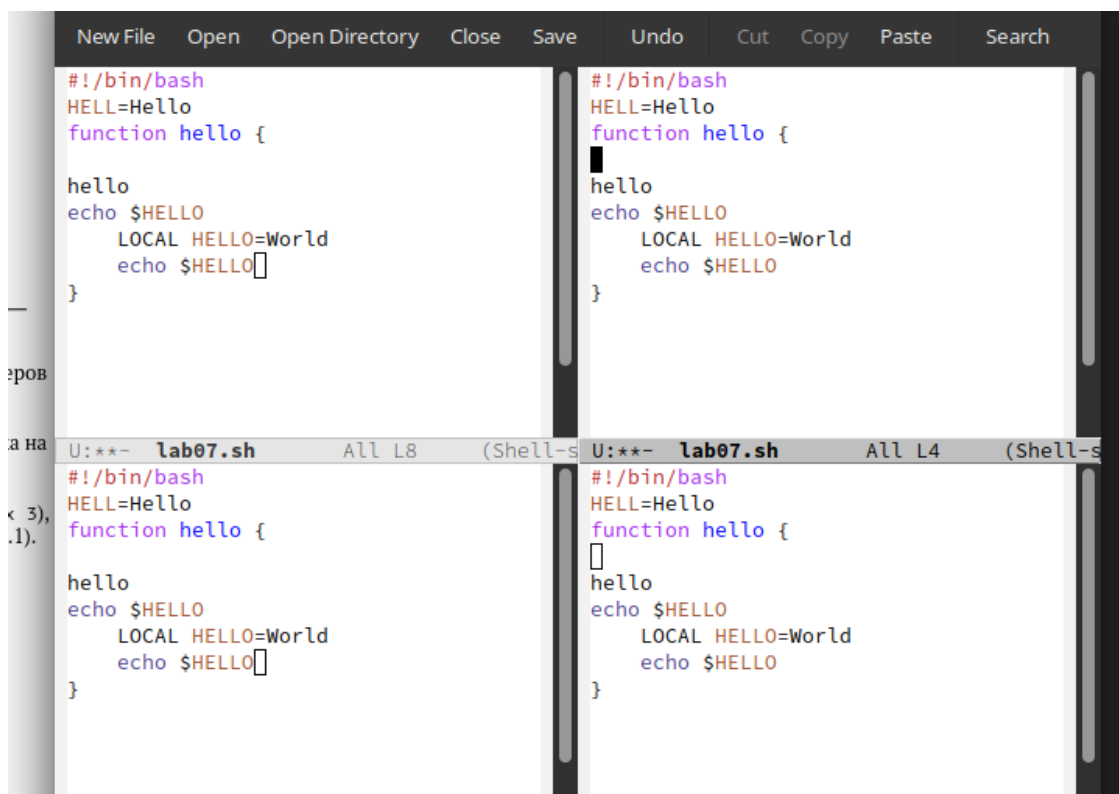 New File Open Open Directory Close Save Undo Cut Copy Paste Search
#!/bin/bash
HELL=Hello
function hello {
hello
echo $HELLO
    LOCAL HELLO=World
    echo $HELLO
}
U:**-  lab07.sh       All L8     (Shell-s
#!/bin/bash
HELL=Hello
function hello {
hello
echo $HELLO
    LOCAL HELLO=World
    echo $HELLO
}
U:**-  lab07.sh       All L4     (Shell-s
#!/bin/bash
HELL=Hello
function hello {
hello
echo $HELLO
    LOCAL HELLO=World
    echo $HELLO
}
#!/bin/bash
HELL=Hello
function hello {
hello
echo $HELLO
    LOCAL HELLO=World
    echo $HELLO
}
еров
на
3),
.1).